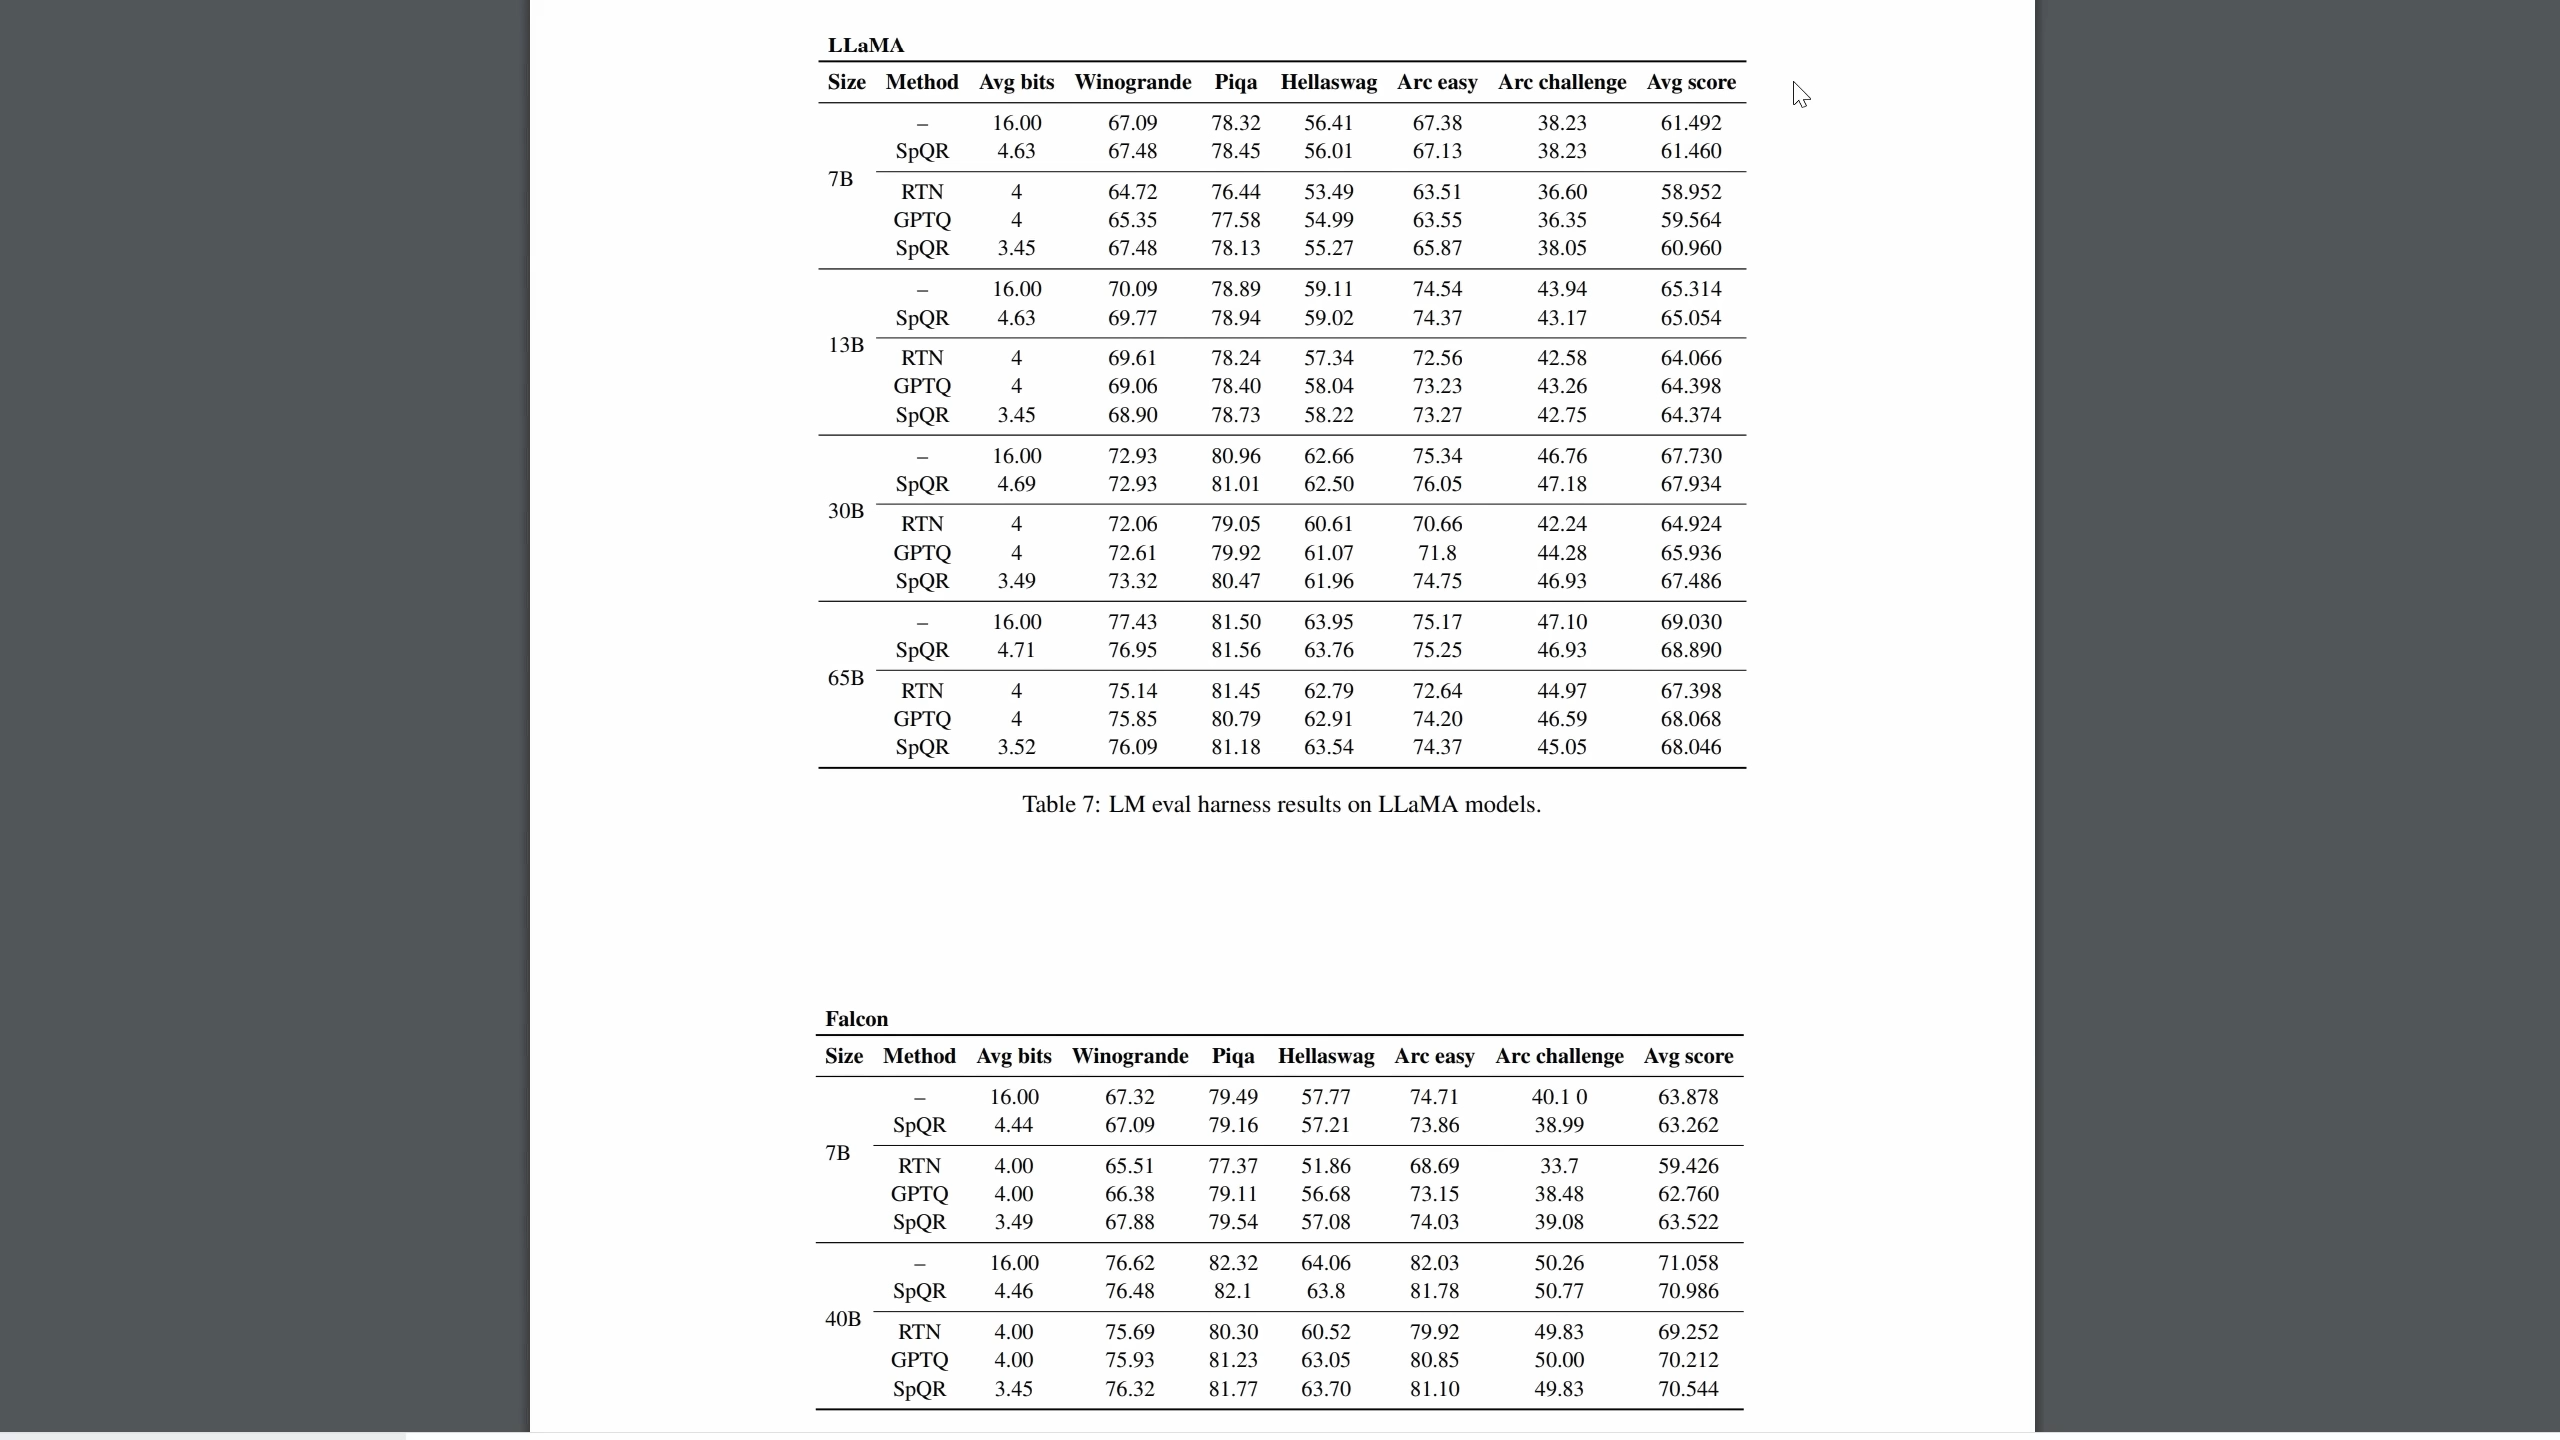 LLaMA
Size Method Avg bits Winogrande Piqa Hellaswag Arc easy Arc challenge Avg score
– 16.00 67.09 78.32 56.41 67.38 38.23 61.492
SpQR 4.63 67.48 78.45 56.01 67.13 38.23 61.460
7B
RTN 4 64.72 76.44 53.49 63.51 36.60 58.952
GPTQ 4 65.35 77.58 54.99 63.55 36.35 59.564
SpQR 3.45 67.48 78.13 55.27 65.87 38.05 60.960
– 16.00 70.09 78.89 59.11 74.54 43.94 65.314
SpQR 4.63 69.77 78.94 59.02 74.37 43.17 65.054
13B
RTN 4 69.61 78.24 57.34 72.56 42.58 64.066
GPTQ 4 69.06 78.40 58.04 73.23 43.26 64.398
SpQR 3.45 68.90 78.73 58.22 73.27 42.75 64.374
– 16.00 72.93 80.96 62.66 75.34 46.76 67.730
SpQR 4.69 72.93 81.01 62.50 76.05 47.18 67.934
30B
RTN 4 72.06 79.05 60.61 70.66 42.24 64.924
GPTQ 4 72.61 79.92 61.07 71.8 44.28 65.936
SpQR 3.49 73.32 80.47 61.96 74.75 46.93 67.486
– 16.00 77.43 81.50 63.95 75.17 47.10 69.030
SpQR 4.71 76.95 81.56 63.76 75.25 46.93 68.890
65B
RTN 4 75.14 81.45 62.79 72.64 44.97 67.398
GPTQ 4 75.85 80.79 62.91 74.20 46.59 68.068
SpQR 3.52 76.09 81.18 63.54 74.37 45.05 68.046
Table 7: LM eval harness results on LLaMA models.
Falcon
Size Method Avg bits Winogrande Piqa Hellaswag Arc easy Arc challenge Avg score
– 16.00 67.32 79.49 57.77 74.71 40.1 0 63.878
SpQR 4.44 67.09 79.16 57.21 73.86 38.99 63.262
7B
RTN 4.00 65.51 77.37 51.86 68.69 33.7 59.426
GPTQ 4.00 66.38 79.11 56.68 73.15 38.48 62.760
SpQR 3.49 67.88 79.54 57.08 74.03 39.08 63.522
– 16.00 76.62 82.32 64.06 82.03 50.26 71.058
SpQR 4.46 76.48 82.1 63.8 81.78 50.77 70.986
40B
RTN 4.00 75.69 80.30 60.52 79.92 49.83 69.252
GPTQ 4.00 75.93 81.23 63.05 80.85 50.00 70.212
SpQR 3.45 76.32 81.77 63.70 81.10 49.83 70.544